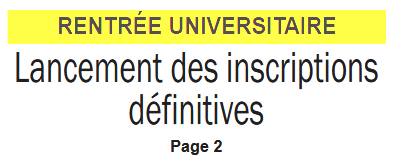 RENTRÉE UNIVERSITAIRE
Lancement des inscriptions
définitives
Page 2